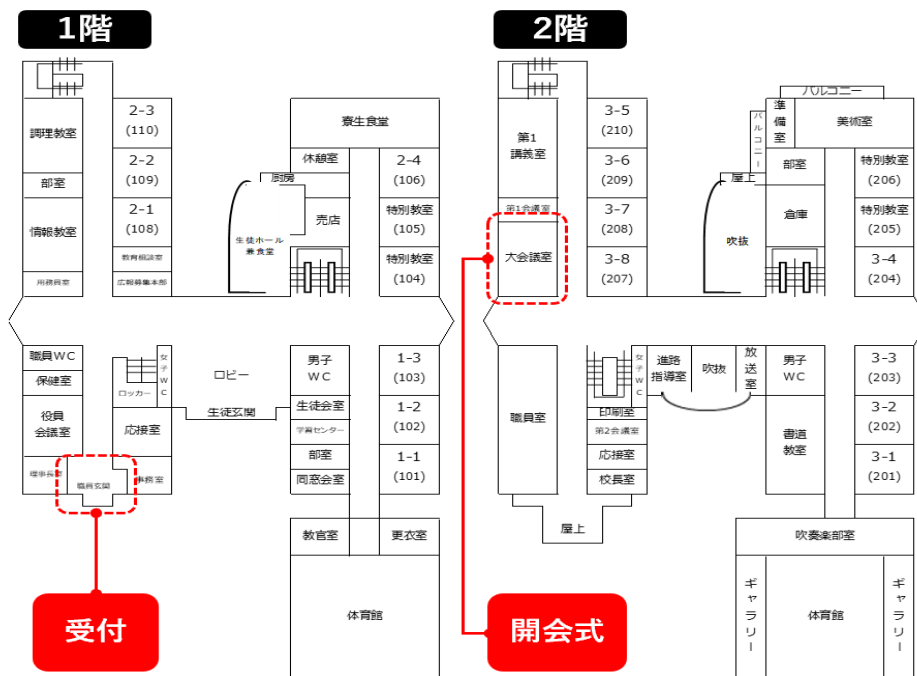 1階
2-3
(110)
調理教室
寮生食堂
2-2
(109)
休憩室
2-4
(106)
部室
厨房
2-1
(108)
情報教室
売店
特別教室
(105)
生徒ホール
兼食堂
教育相談室
特別教室
(104)
用務員室
広報募集本部
職員WC
女子WC
ロビー
男子
WC
1-3
(103)
保健室
ロッカー
生徒玄関
生徒会室
1-2
(102)
役員
会議室
応接室
学習センター
部室
1-1
(101)
理事長室
職員玄関
事務室
同窓会室
教官室
更衣室
体育館
受付
2階
バルコニー
3-5
(210)
バルコニー
準備室
美術室
第1
講義室
3-6
(209)
部室
特別教室
(206)
屋上
第1会議室
3-7
(208)
倉庫
特別教室
(205)
大会議室
吹抜
3-8
(207)
3-4
(204)
女子WC
進路
指導室
吹抜
放送室
男子
WC
3-3
(203)
職員室
印刷室
3-2
(202)
第2会議室
書道
教室
応接室
3-1
(201)
校長室
屋上
吹奏楽部室
ギャラリー
体育館
ギャラリー
開会式